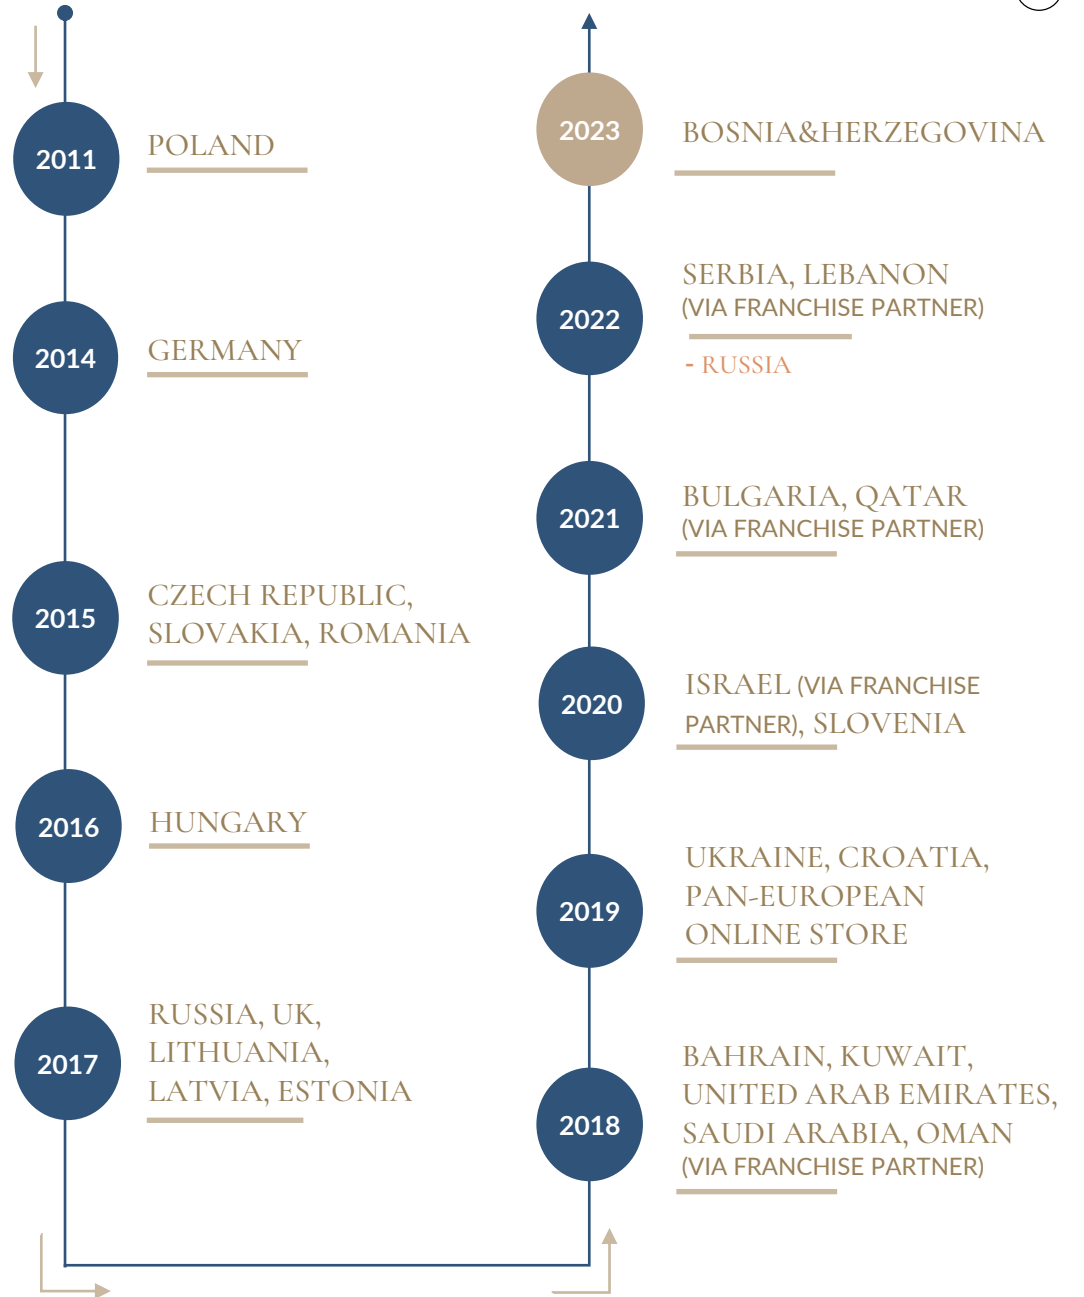 2011
POLAND
2014
GERMANY
2015
CZECH REPUBLIC,
SLOVAKIA, ROMANIA
2016
HUNGARY
2017
RUSSIA, UK,
LITHUANIA,
LATVIA, ESTONIA
2018
BAHRAIN, KUWAIT,
UNITED ARAB EMIRATES,
SAUDI ARABIA, OMAN
(VIA FRANCHISE PARTNER)
2019
UKRAINE, CROATIA,
PAN-EUROPEAN
ONLINE STORE
2020
ISRAEL (VIA FRANCHISE
PARTNER), SLOVENIA
2021
BULGARIA, QATAR
(VIA FRANCHISE PARTNER)
2022
SERBIA, LEBANON
(VIA FRANCHISE PARTNER)
- RUSSIA
2023
BOSNIA&HERZEGOVINA